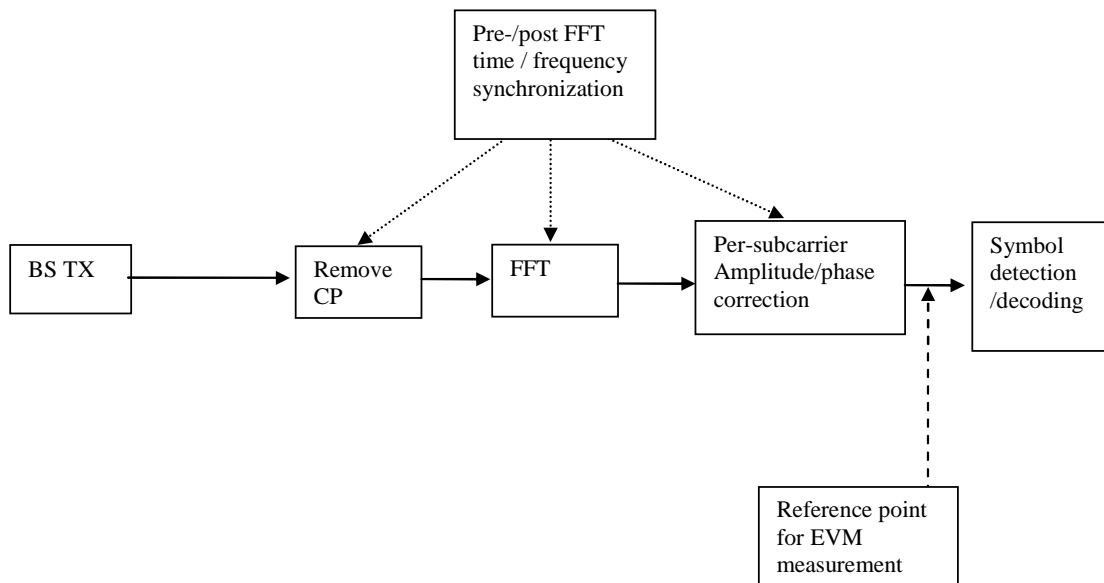 Pre-/post FFT
time / frequency
synchronization
BS TX
Remove
CP
FFT
Per-subcarrier
Amplitude/phase
correction
Symbol
detection
/decoding
Reference point
for EVM
measurement